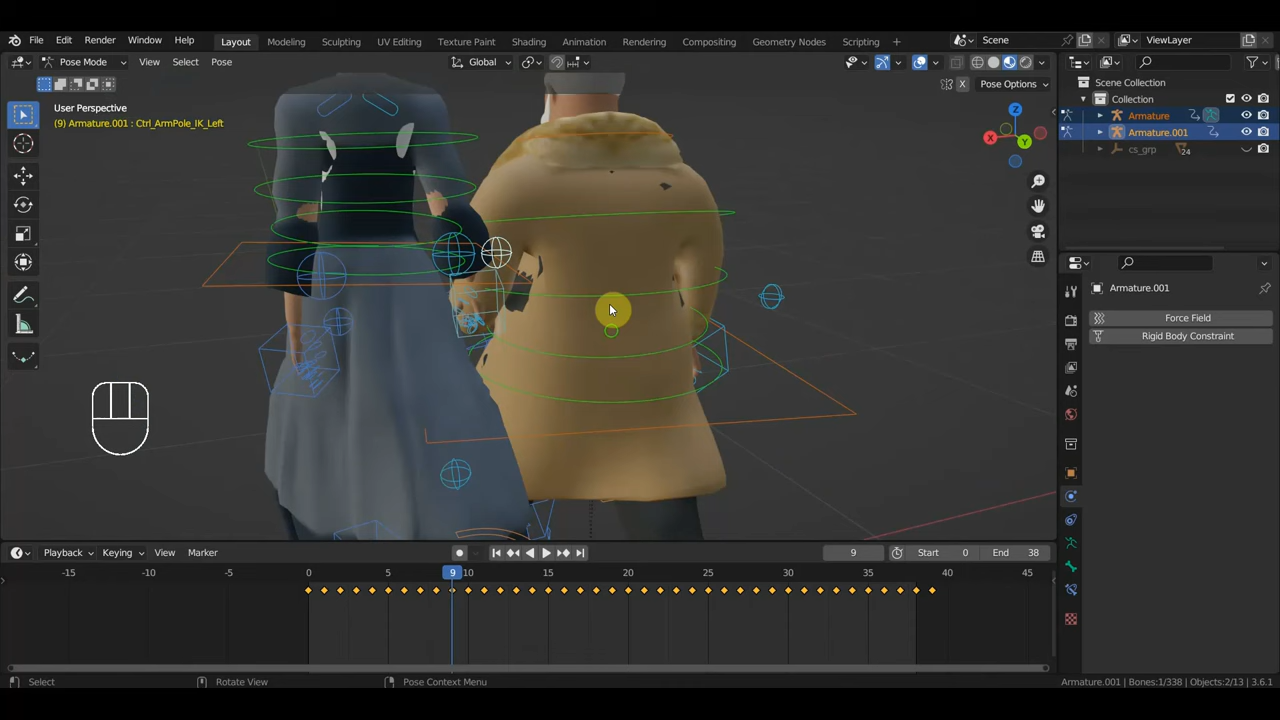 File Edit Render Window Help Layout Modeling Sculpting UV Editing Texture Paint Shading Animation Rendering Compositing Geometry Nodes Scripting + Scene ViewLayer
Pose Mode View Select Pose Global
X Pose Options
User Perspective
(9) Armature.001 : Ctrl_ArmPole_IK_Left
Z
X
Y
Scene Collection
Collection
Armature
Armature.001
cs_grp 24
Armature.001
Force Field
Rigid Body Constraint
Playback Keying View Marker 9 Start 0 End 38
-15 -10 -5 0 5 9 10 15 20 25 30 35 40 45
Select Rotate View Pose Context Menu Armature.001 | Bones:1/338 | Objects:2/13 | 3.6.1